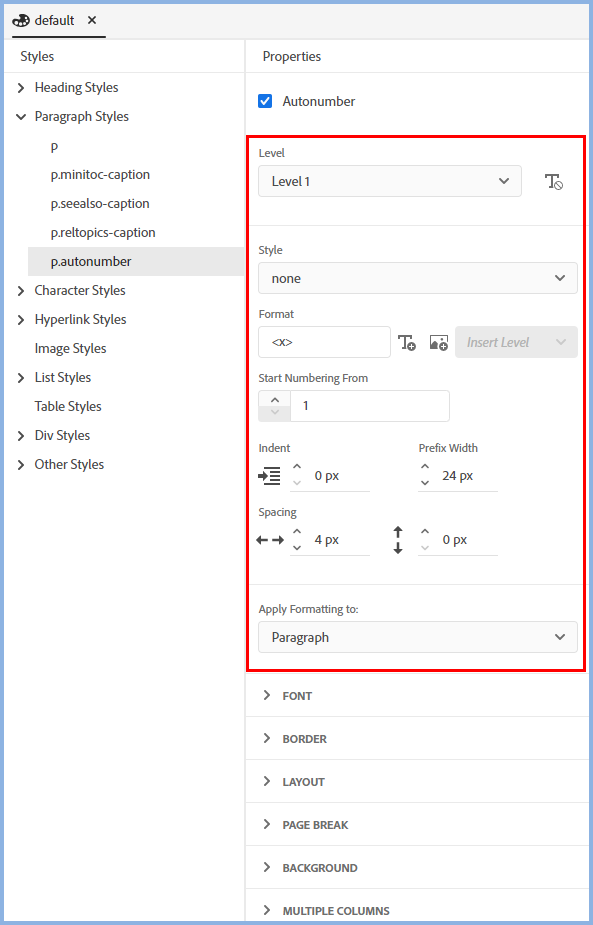 default
Styles
Heading Styles
Paragraph Styles
p
p.minitoc-caption
p.seealso-caption
p.reltopics-caption
p.autonumber
Character Styles
Hyperlink Styles
Image Styles
List Styles
Table Styles
Div Styles
Other Styles
Properties
Autonumber
Level
Level 1
Style
none
Format
<x> Insert Level
Start Numbering From
1
Indent Prefix Width
0 px 24 px
Spacing
4 px 0 px
Apply Formatting to:
Paragraph
FONT
BORDER
LAYOUT
PAGE BREAK
BACKGROUND
MULTIPLE COLUMNS